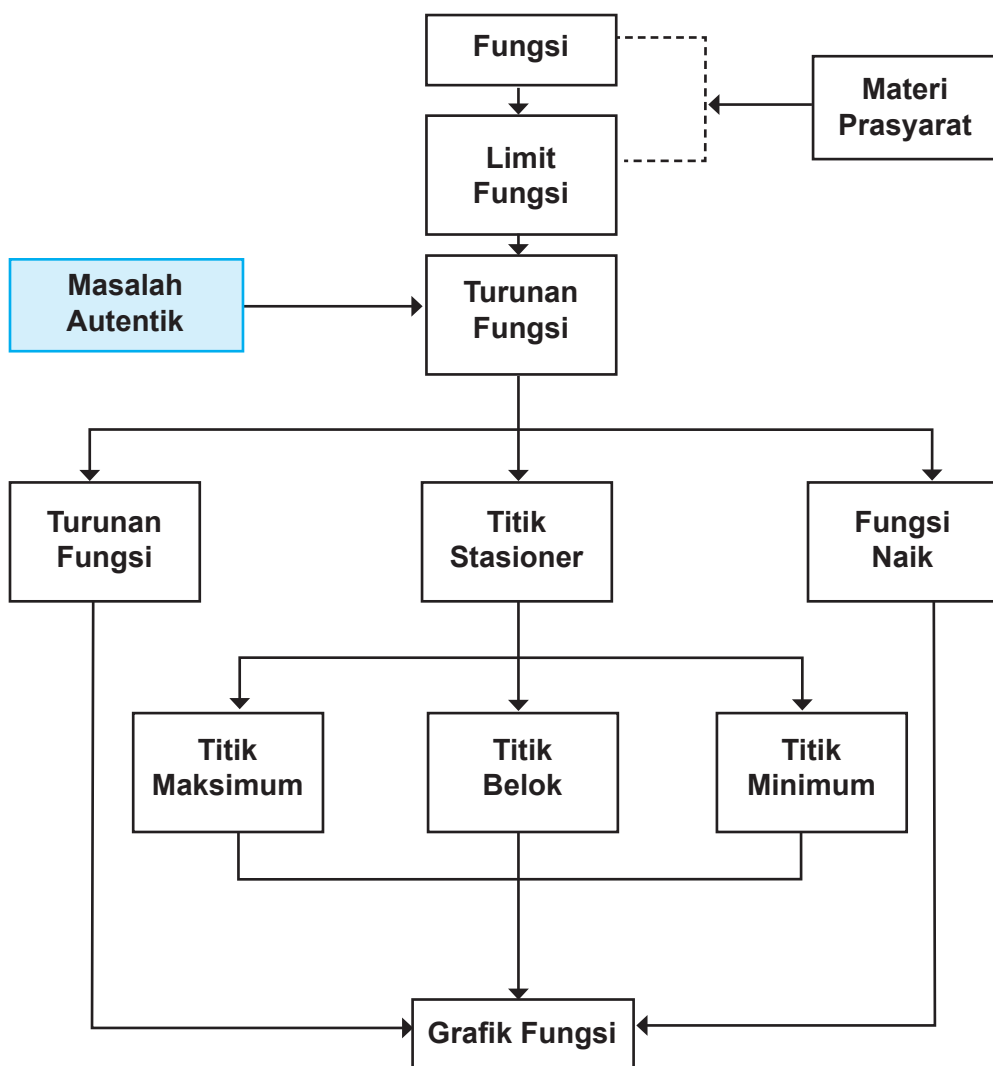 Fungsi
Materi
Prasyarat
Limit
Fungsi
Masalah
Autentik
Turunan
Fungsi
Turunan
Fungsi
Titik
Stasioner
Fungsi
Naik
Titik
Maksimum
Titik
Belok
Titik
Minimum
Grafik Fungsi